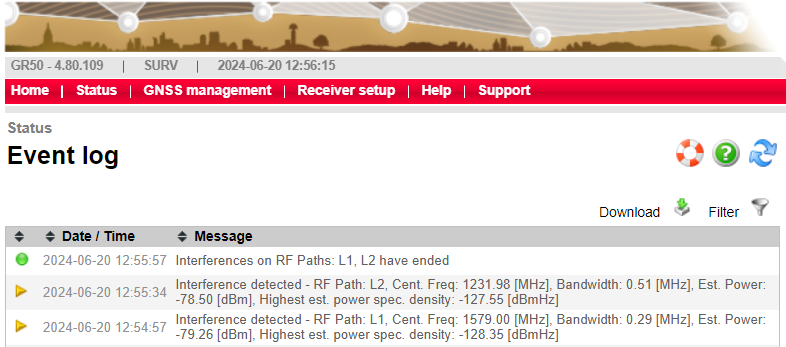 GR50 - 4.80.109 | SURV | 2024-06-20 12:56:15
Home | Status | GNSS management | Receiver setup | Help | Support
Status
Event log
Download Filter
Date / Time Message
2024-06-20 12:55:57 Interferences on RF Paths: L1, L2 have ended
2024-06-20 12:55:34 Interference detected - RF Path: L2, Cent. Freq: 1231.98 [MHz], Bandwidth: 0.51 [MHz], Est. Power:
-78.50 [dBm], Highest est. power spec. density: -127.55 [dBmHz]
2024-06-20 12:54:57 Interference detected - RF Path: L1, Cent. Freq: 1579.00 [MHz], Bandwidth: 0.29 [MHz], Est. Power:
-79.26 [dBm], Highest est. power spec. density: -128.35 [dBmHz]